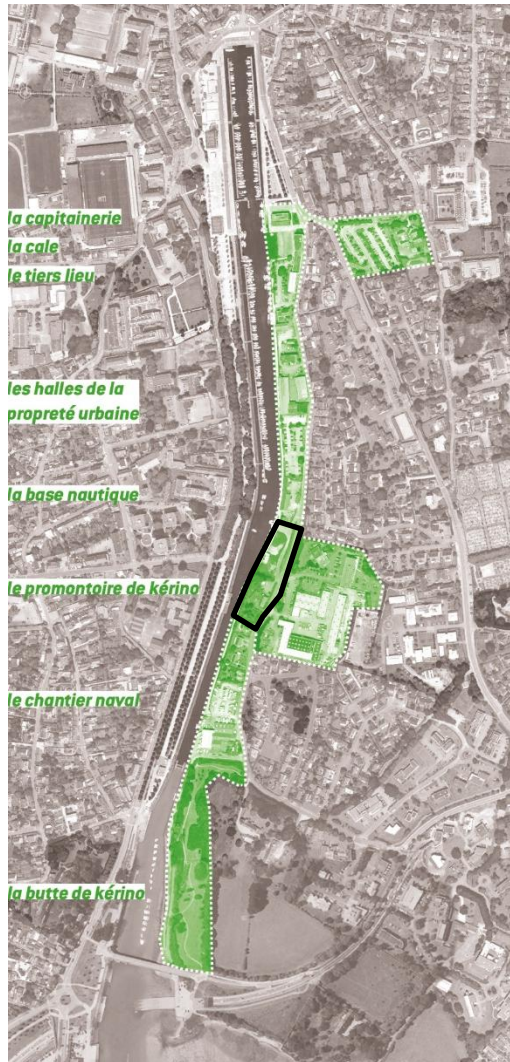 la capitainerie
la cale
le tiers lieu
les halles de la
propreté urbaine
la base nautique
le promontoire de kérino
le chantier naval
la butte de kérino